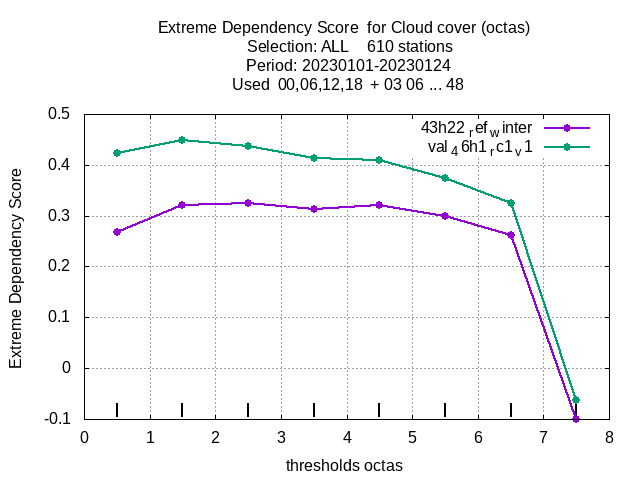 Extreme Dependency Score  for Cloud cover (octas)
Selection: ALL    610 stations
Period: 20230101-20230124
Used  00,06,12,18  + 03 06 ... 48
43h22 ref winter
val 46h1 rc1 v1
Extreme Dependency Score
0.5
0.4
0.3
0.2
0.1
0
-0.1
0 1 2 3 4 5 6 7 8
thresholds octas